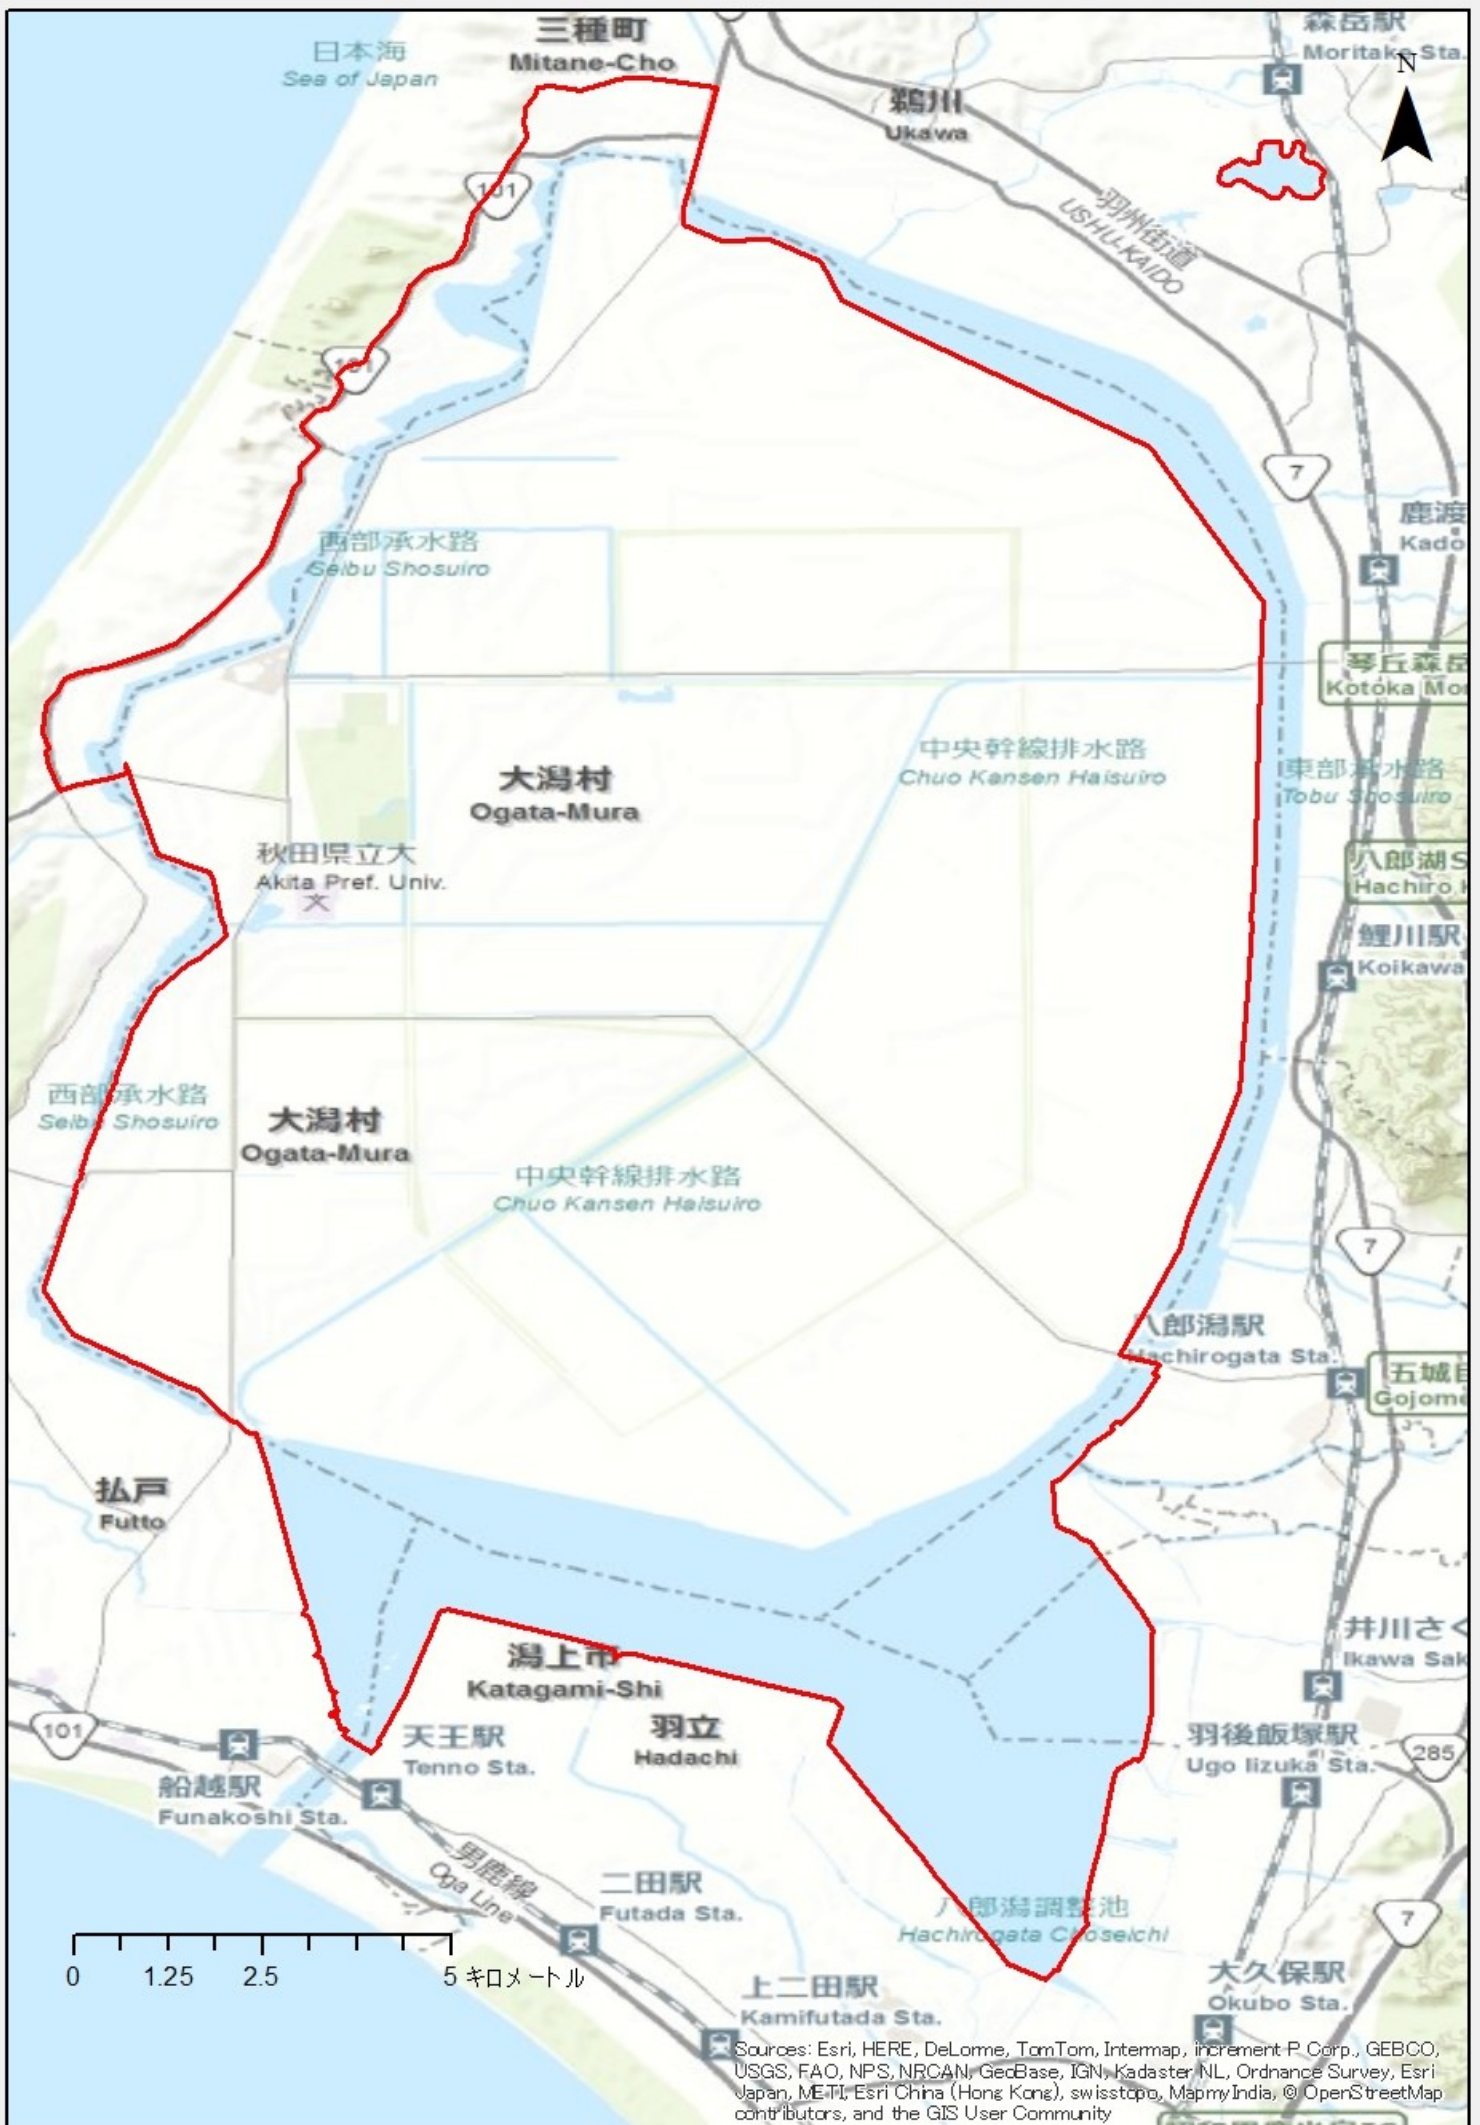 三種町
Mitane-Cho
日本海
Sea of Japan
森岳駅
Moritake Sta.
N
鵜川
Ukawa
101
羽州街道
USHU-KAIDO
101
7
鹿渡
Kado
西部承水路
Seibu Shosuiro
琴丘森岳
Kotoka Mor
中央幹線排水路
Chuo Kansen Haisuiro
大潟村
Ogata-Mura
東部承水路
Tobu Shosuiro
秋田県立大
Akita Pref. Univ.
文
八郎湖S
Hachiro
鯉川駅
Koikawa
西部承水路
Seibu Shosuiro
大潟村
Ogata-Mura
中央幹線排水路
Chuo Kansen Haisuiro
7
八郎潟駅
Hachirogata Sta.
五城目
Gojome
払戸
Futto
潟上市
Katagami-Shi
井川さく
Ikawa Sak
羽立
Hadachi
101
天王駅
Tenno Sta.
羽後飯塚駅
Ugo Iizuka Sta.
285
船越駅
Funakoshi Sta.
男鹿線
Oga Line
二田駅
Futada Sta.
八郎潟調整池
Hachirogata Choseichi
7
0 1.25 2.5 5 キロメートル
上二田駅
Kamifutada Sta.
大久保駅
Okubo Sta.
Sources: Esri, HERE, DeLorme, TomTom, Intermap, increment P Corp., GEBCO,
USGS, FAO, NPS, NRCAN, GeoBase, IGN, Kadaster NL, Ordnance Survey, Esri
Japan, METI, Esri China (Hong Kong), swisstopo, MapmyIndia, © OpenStreetMap
contributors, and the GIS User Community